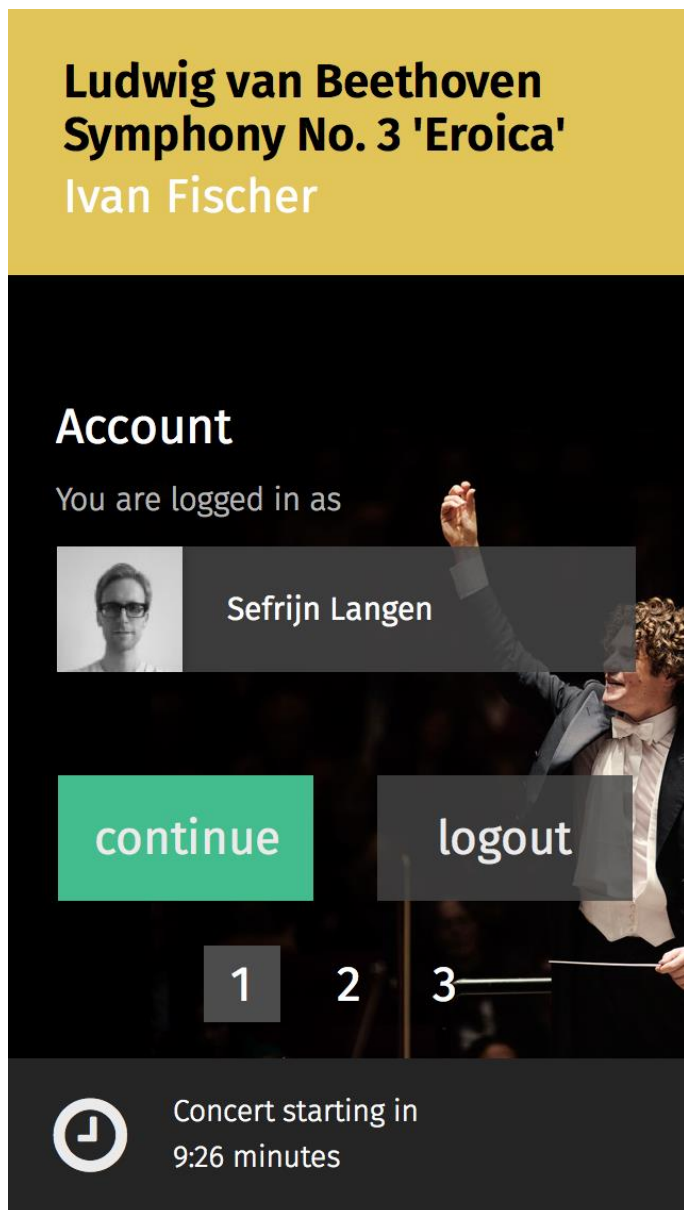 Ludwig van Beethoven
Symphony No. 3 'Eroica'
Ivan Fischer
Account
You are logged in as
Sefrijn Langen
continue logout
1 2 3
Concert starting in
9:26 minutes